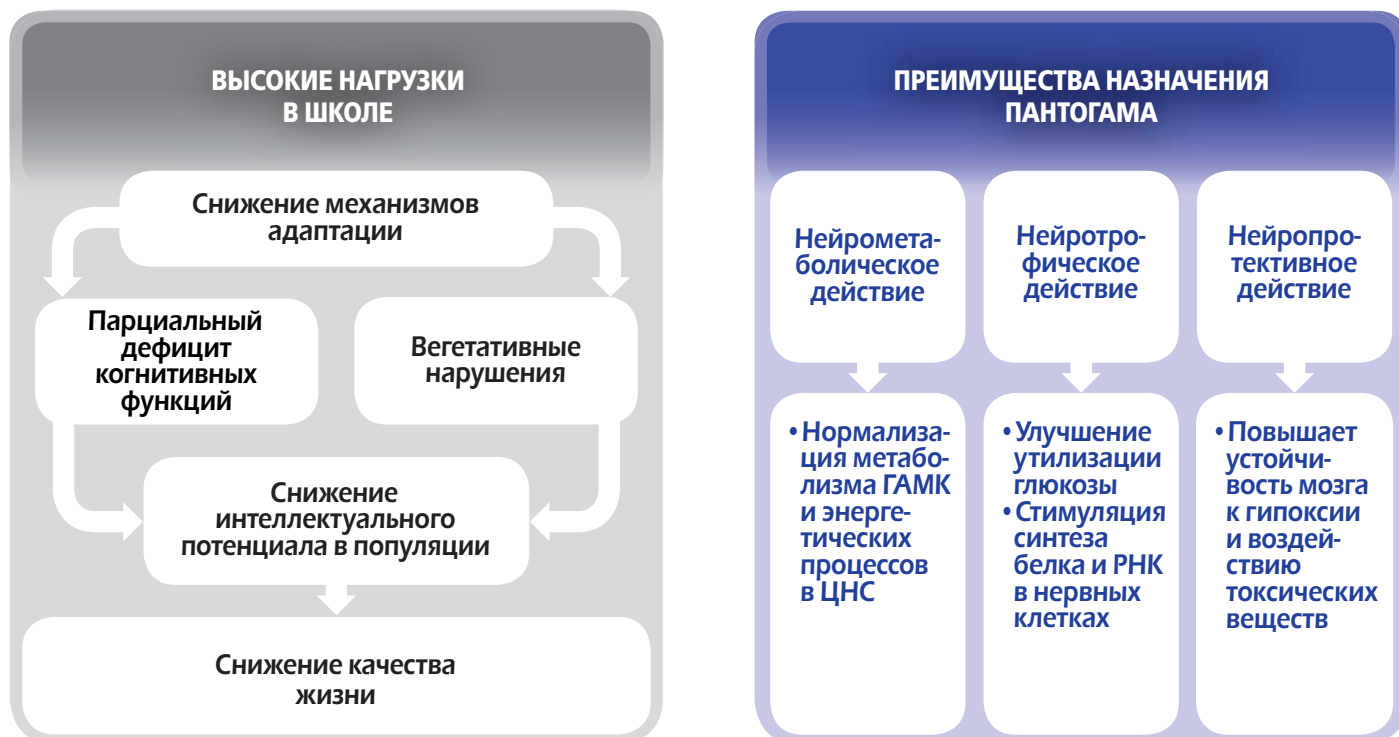 ВЫСОКИЕ НАГРУЗКИ
В ШКОЛЕ
Снижение механизмов
адаптации
Парциальный
дефицит
когнитивных
функций
Вегетативные
нарушения
Снижение
интеллектуального
потенциала в популяции
Снижение качества
жизни
ПРЕИМУЩЕСТВА НАЗНАЧЕНИЯ
ПАНТОГАМА
Нейромета-
болическое
действие
Нейротро-
фическое
действие
Нейропро-
тективное
действие
• Нормализа-
ция метабо-
лизма ГАМК
и энерге-
тических
процессов
в ЦНС
• Улучшение
утилизации
глюкозы
• Стимуляция
синтеза
белка и РНК
в нервных
клетках
• Повышает
устойчи-
вость мозга
к гипоксии
и воздей-
ствию
токсических
веществ